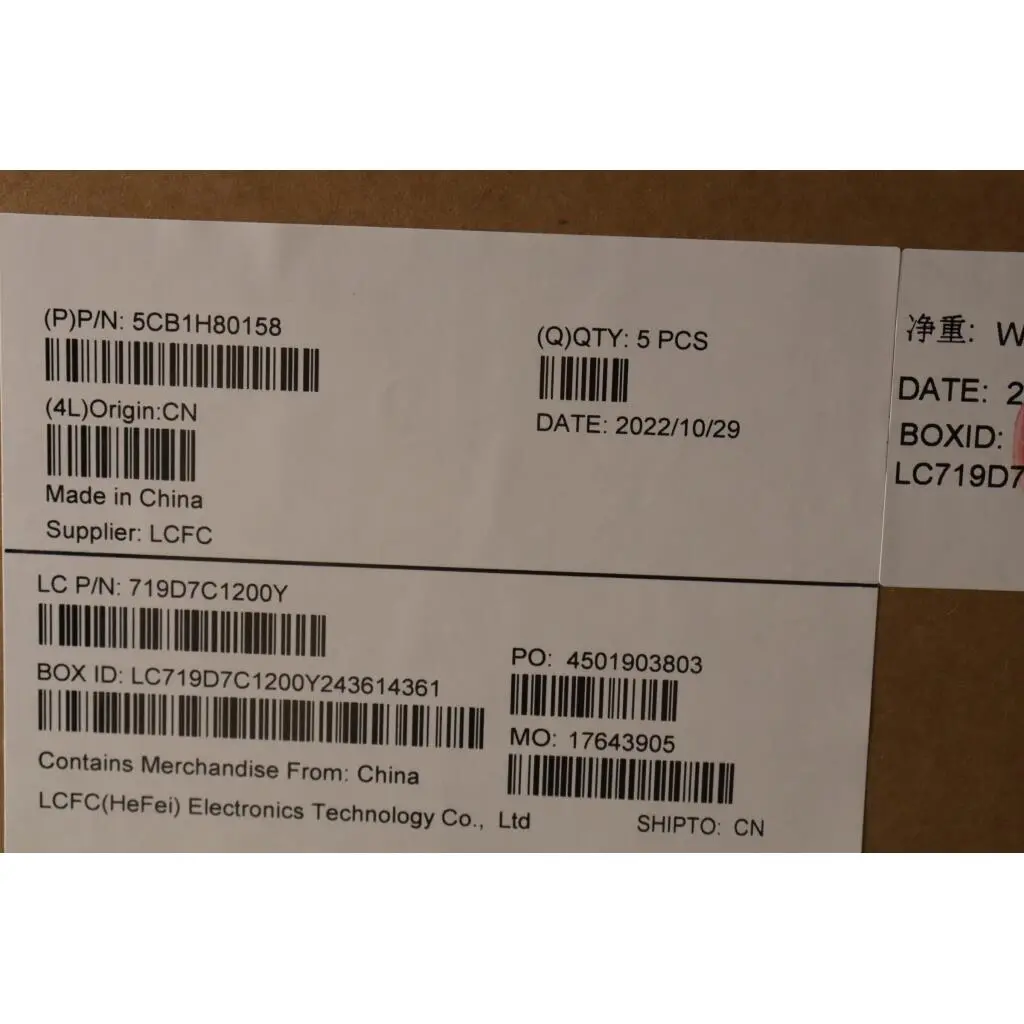 (P)P/N: 5CB1H80158
(Q)QTY: 5 PCS
(4L)Origin:CN
DATE: 2022/10/29
Made in China
Supplier: LCFC
LC P/N: 719D7C1200Y
BOX ID: LC719D7C1200Y243614361
PO: 4501903803
MO: 17643905
Contains Merchandise From: China
LCFC(HeFei) Electronics Technology Co., Ltd
SHIPTO: CN
净重:
DATE: 2
BOXID:
LC719D7